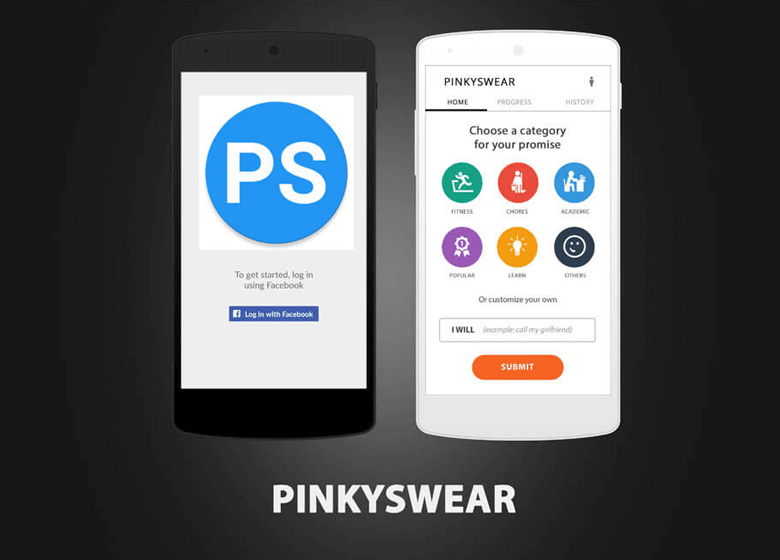 PS
To get started, log in
using Facebook
Log in with Facebook
PINKYSWEAR
HOME PROGRESS HISTORY
Choose a category
for your promise
FITNESS CHORES ACADEMIC
POPULAR LEARN OTHERS
Or customize your own
I WILL (example: call my girlfriend)
SUBMIT
PINKYSWEAR